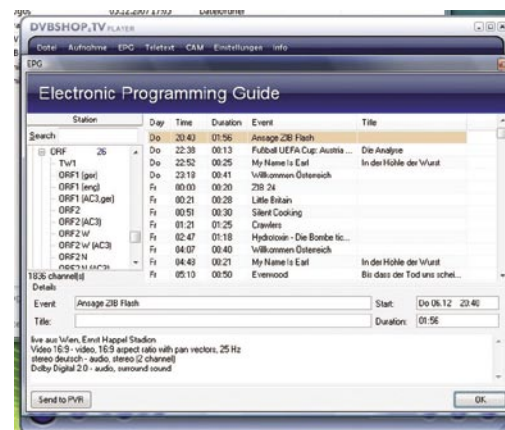 05.12.2007 17:05 Dateiordner
DVBSHOP.TV PLAYER
Datei Aufnahme EPG Teletext CAM Einstellungen Info
EPG
Electronic Programming Guide
Station Day Time Duration Event Title
Search
ORF 26
TW1
ORF1 (ger)
ORF1 (eng)
ORF1 (AC3,ger)
ORF2
ORF2 (AC3)
ORF2 W
ORF2 W (AC3)
ORF2 N
ORF2 N (AC3)
Do 20:40 01:56 Ansage ZIB Flash
Do 22:38 00:13 Fußball UEFA Cup: Austria ... Die Analyse
Do 22:52 00:25 My Name Is Earl In der Höhle der Wurst
Do 23:18 00:41 Willkommen Österreich
Fr 00:00 00:20 ZIB 24
Fr 00:21 00:28 Little Britain
Fr 00:51 00:30 Silent Cooking
Fr 01:21 01:25 Crawlers
Fr 02:47 01:18 Hydrotoxin - Die Bombe tic...
Fr 04:07 00:40 Willkommen Österreich
Fr 04:43 00:21 My Name Is Earl In der Höhle der Wurst
Fr 05:10 00:50 Everwood Bis dass der Tod uns schei...
1836 channel(s)
Details
Event: Ansage ZIB Flash Start: Do 06.12 20:40
Title: Duration: 01:56
live aus Wien, Ernst Happel Stadion
Video 16:9 - video, 16:9 aspect ratio with pan vectors, 25 Hz
stereo deutsch - audio, stereo (2 channel)
Dolby Digital 2.0 - audio, surround sound
Send to PVR OK